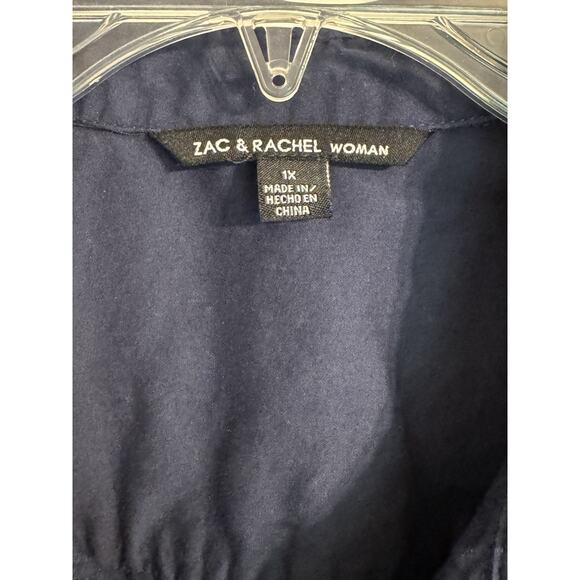 ZAC & RACHEL WOMAN
1X
MADE IN/
HECHO EN
CHINA